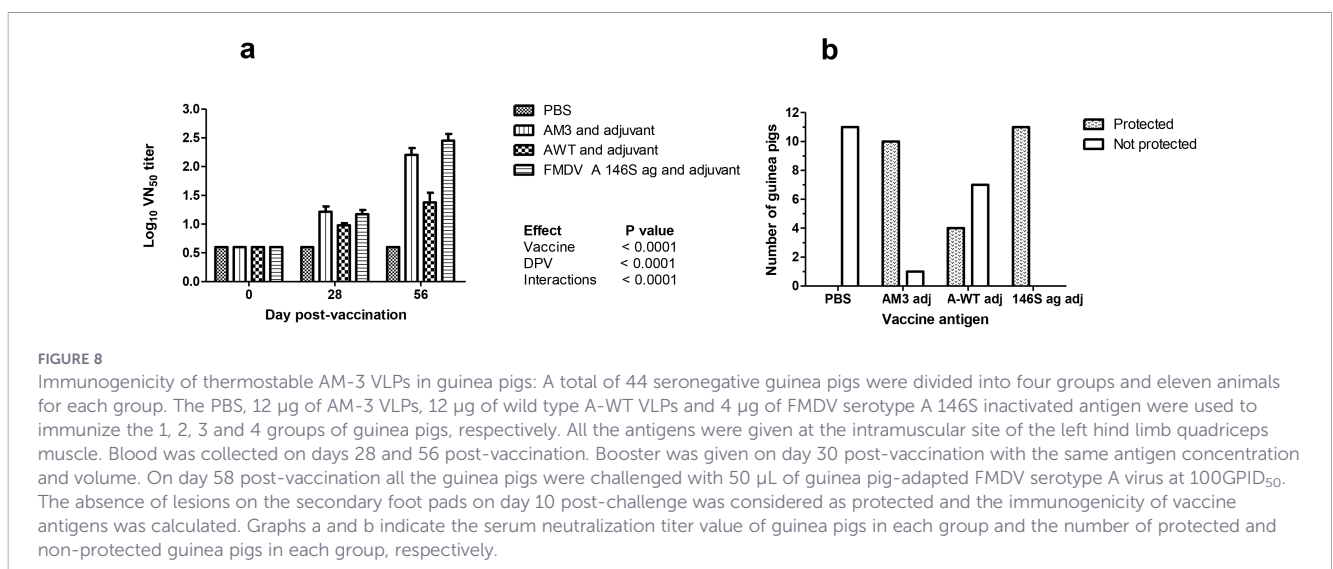 a
b
3.0
2.5
2.0
1.5
1.0
0.5
0.0
Log10 VN50 titer
0 28 56
Day post-vaccination
PBS
AM3 and adjuvant
AWT and adjuvant
FMDV A 146S ag and adjuvant
Effect P value
Vaccine < 0.0001
DPV < 0.0001
Interactions < 0.0001
12
10
8
6
4
2
0
Number of guinea pigs
PBS AM3 adj A-WT adj 146S ag adj
Vaccine antigen
Protected
Not protected
FIGURE 8
Immunogenicity of thermostable AM-3 VLPs in guinea pigs: A total of 44 seronegative guinea pigs were divided into four groups and eleven animals
for each group. The PBS, 12 µg of AM-3 VLPs, 12 µg of wild type A-WT VLPs and 4 µg of FMDV serotype A 146S inactivated antigen were used to
immunize the 1, 2, 3 and 4 groups of guinea pigs, respectively. All the antigens were given at the intramuscular site of the left hind limb quadriceps
muscle. Blood was collected on days 28 and 56 post-vaccination. Booster was given on day 30 post-vaccination with the same antigen concentration
and volume. On day 58 post-vaccination all the guinea pigs were challenged with 50 µL of guinea pig-adapted FMDV serotype A virus at 100GPID50.
The absence of lesions on the secondary foot pads on day 10 post-challenge was considered as protected and the immunogenicity of vaccine
antigens was calculated. Graphs a and b indicate the serum neutralization titer value of guinea pigs in each group and the number of protected and
non-protected guinea pigs in each group, respectively.